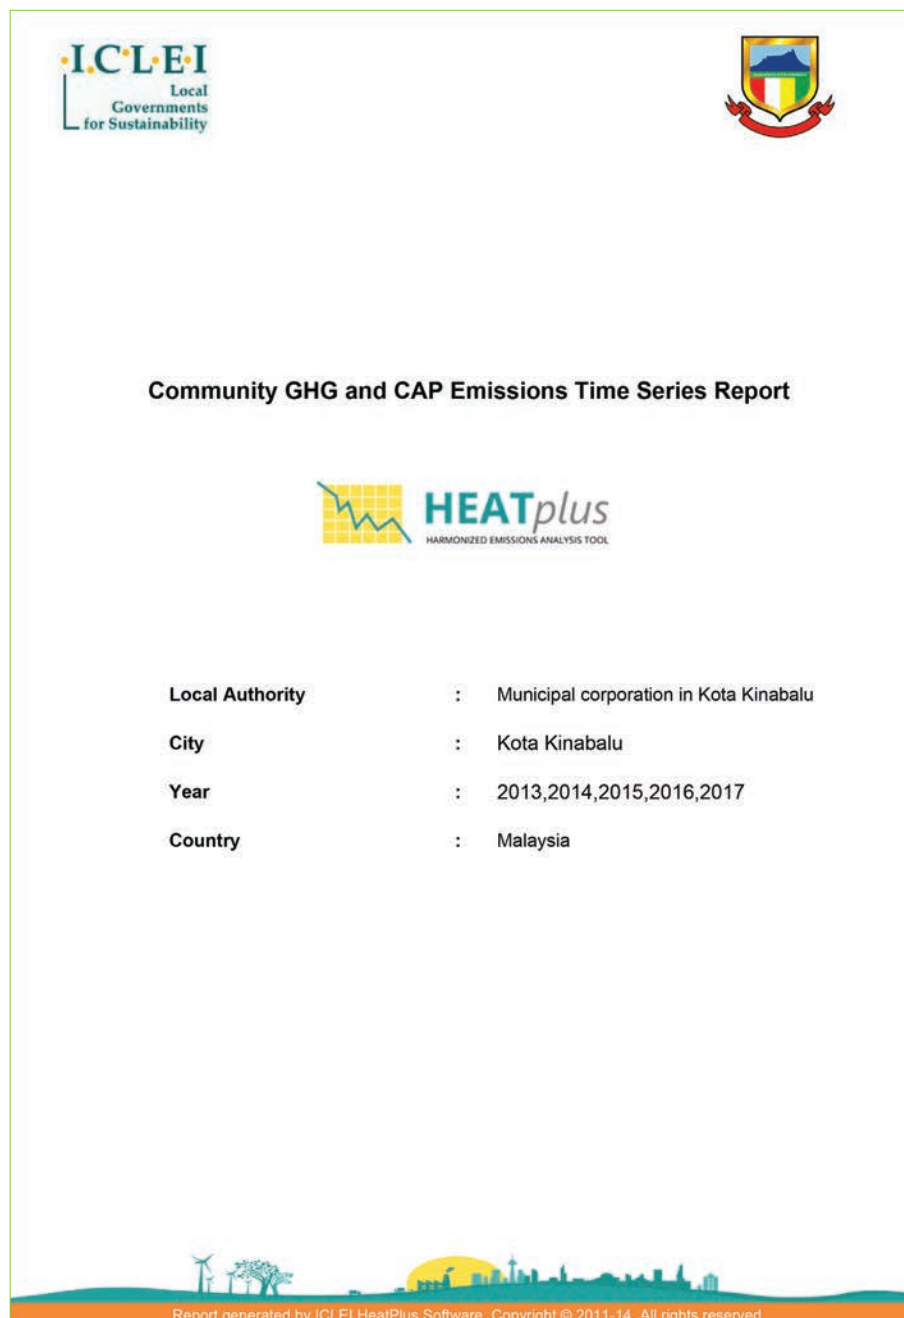 ·I.C·L·E·I
Local
Governments
for Sustainability
Community GHG and CAP Emissions Time Series Report
HEATplus
HARMONIZED EMISSIONS ANALYSIS TOOL
Local Authority : Municipal corporation in Kota Kinabalu
City : Kota Kinabalu
Year : 2013,2014,2015,2016,2017
Country : Malaysia
Report generated by ICLEI HeatPlus Software. Copyright © 2011-14. All rights reserved